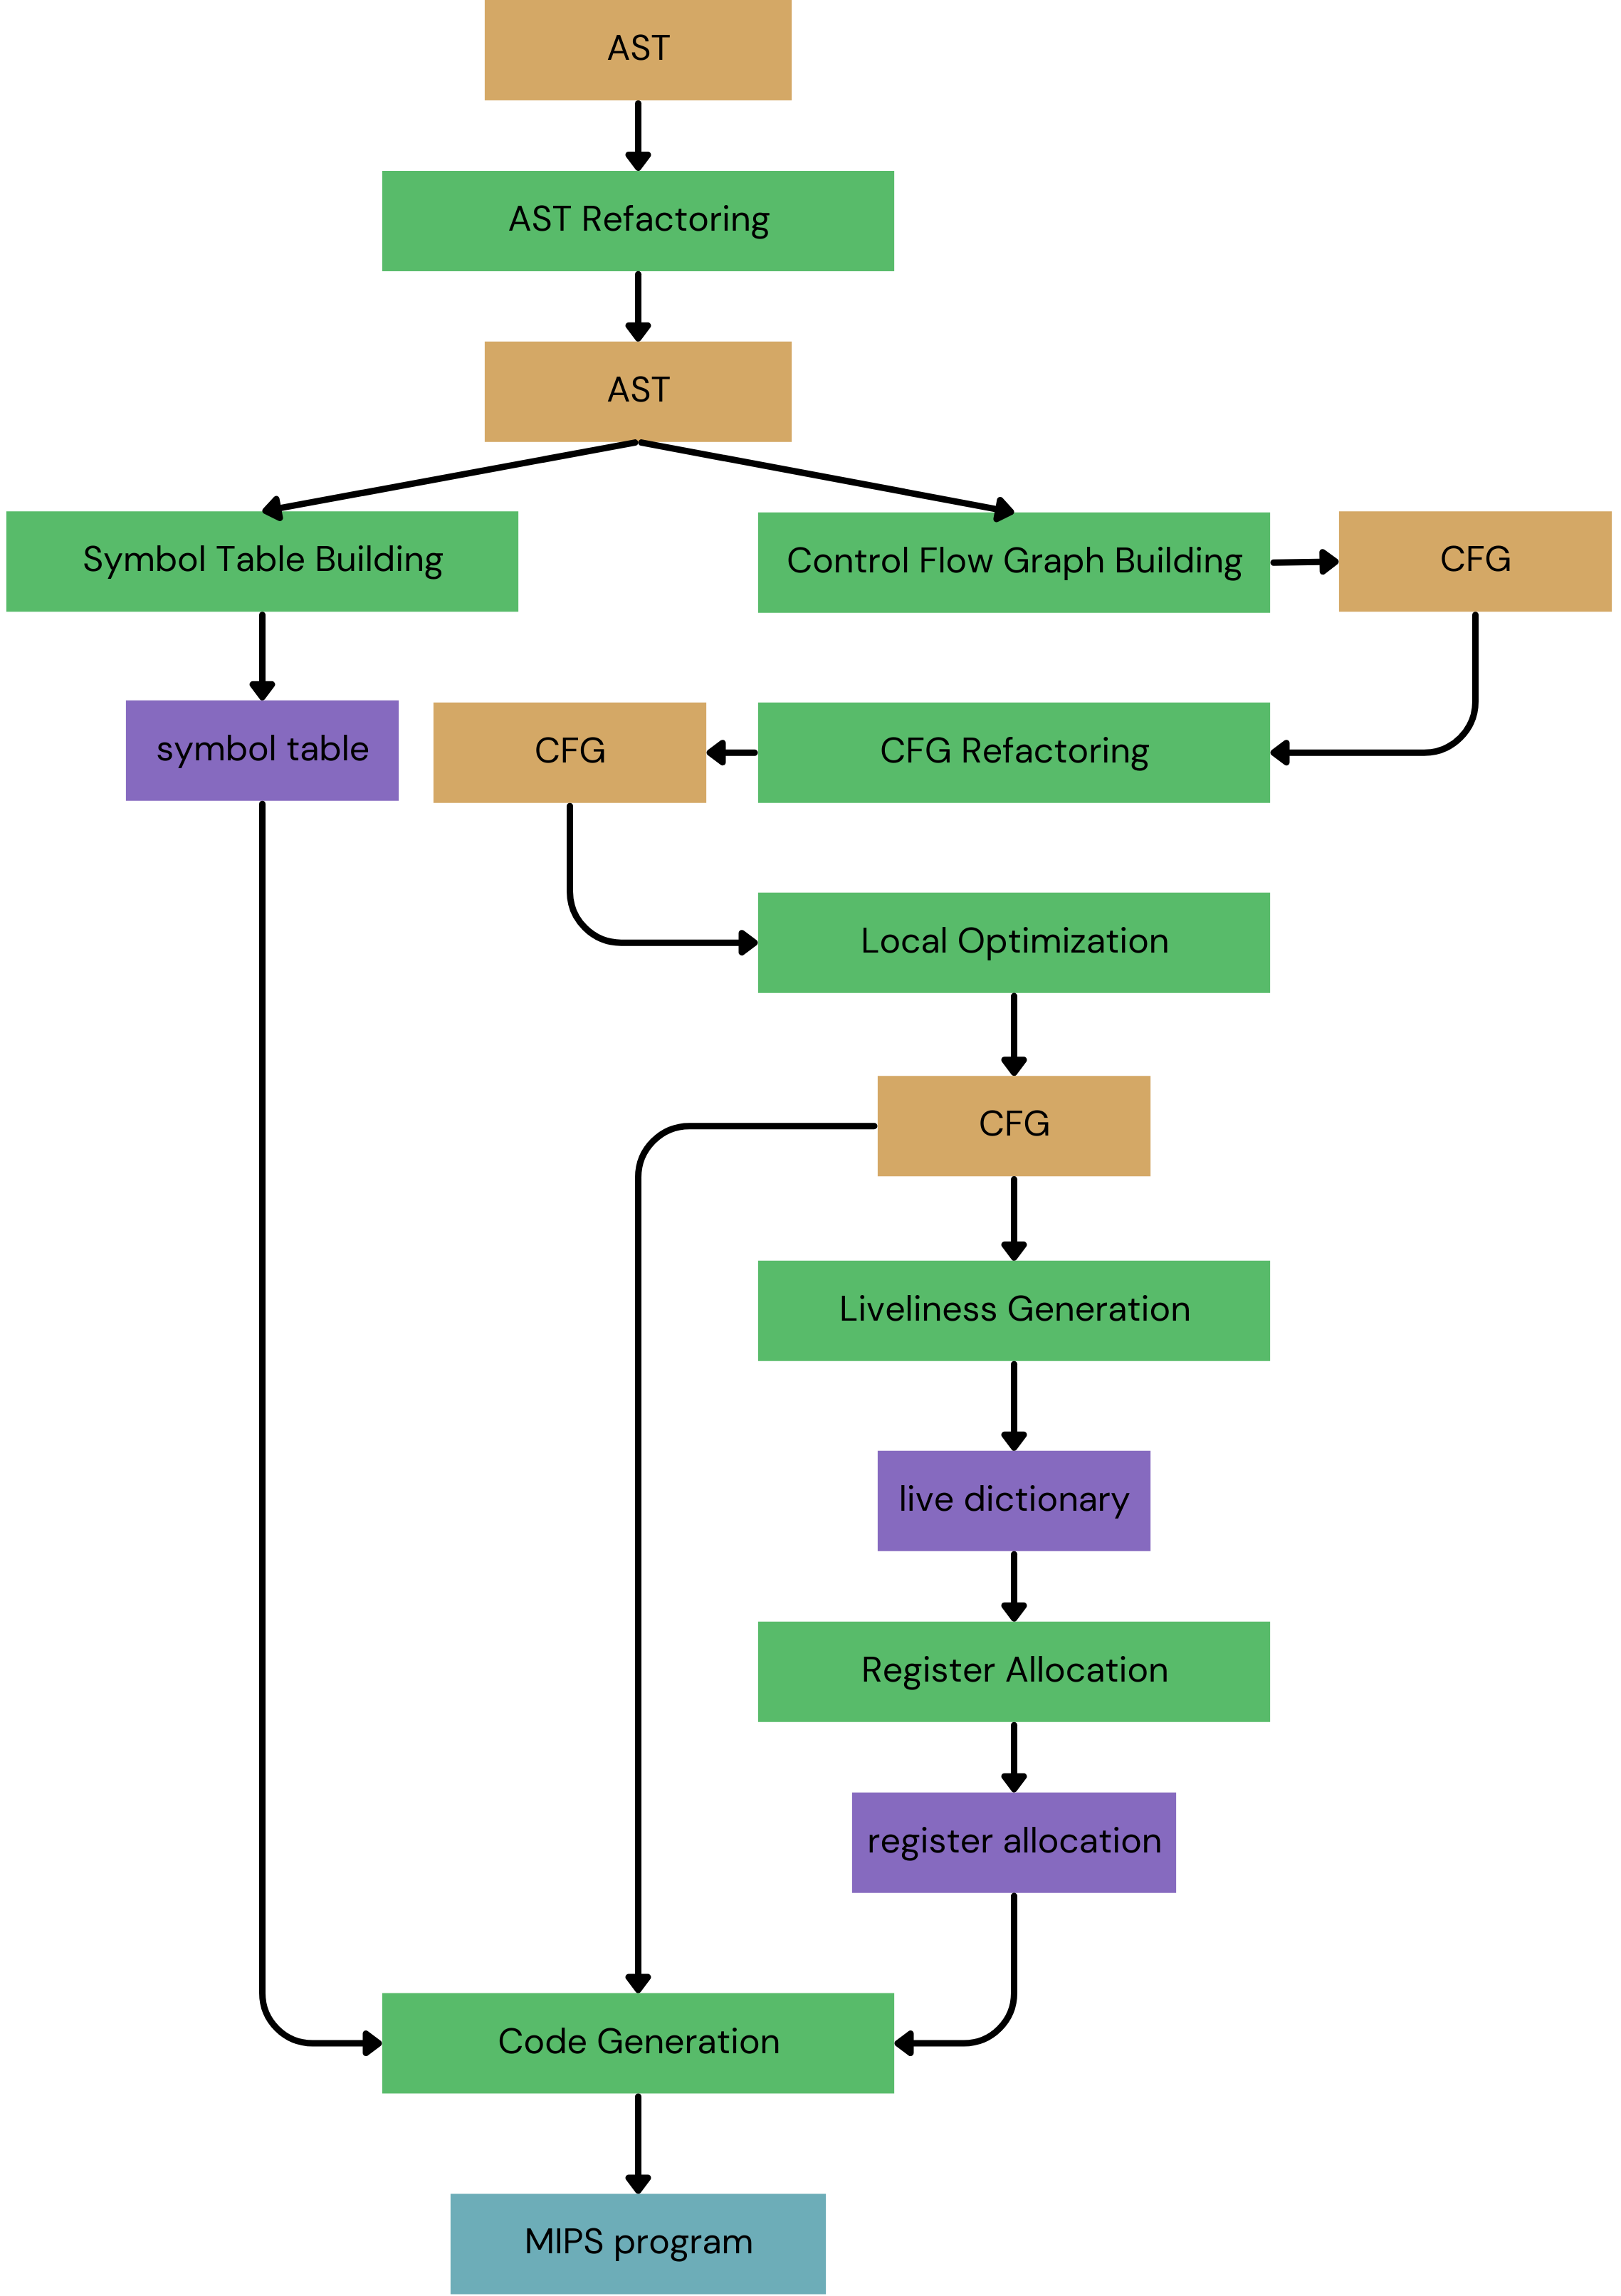 AST
AST Refactoring
AST
Symbol Table Building
Control Flow Graph Building
CFG
symbol table
CFG
CFG Refactoring
Local Optimization
CFG
Liveliness Generation
live dictionary
Register Allocation
register allocation
Code Generation
MIPS program